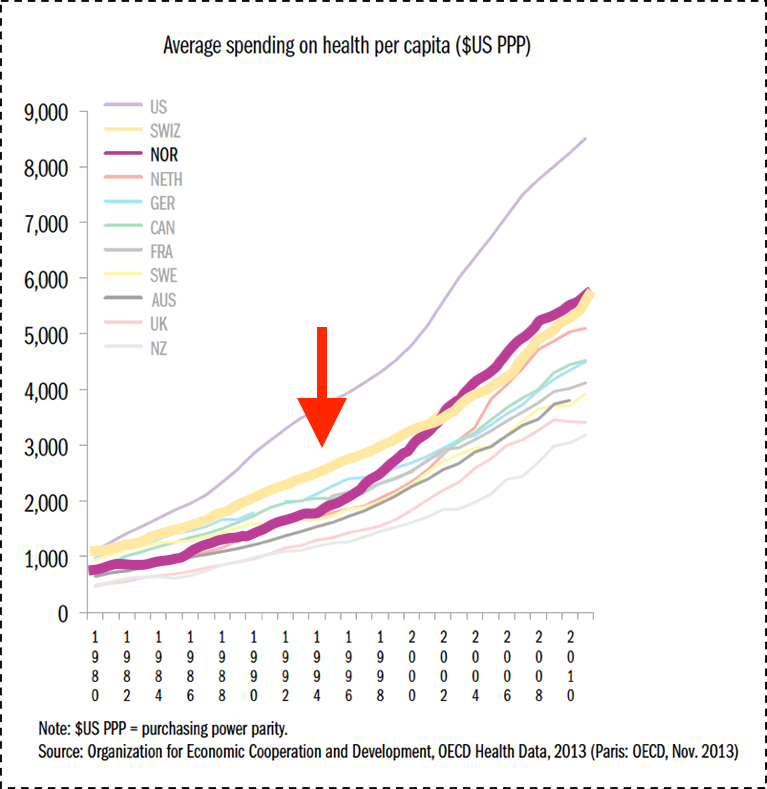 Average spending on health per capita ($US PPP)
9,000
8,000
7,000
6,000
5,000
4,000
3,000
2,000
1,000
0
US
SWIZ
NOR
NETH
GER
CAN
FRA
SWE
AUS
UK
NZ
1980
1982
1984
1986
1988
1990
1992
1994
1996
1998
2000
2002
2004
2006
2008
2010
Note: $US PPP = purchasing power parity.
Source: Organization for Economic Cooperation and Development, OECD Health Data, 2013 (Paris: OECD, Nov. 2013)